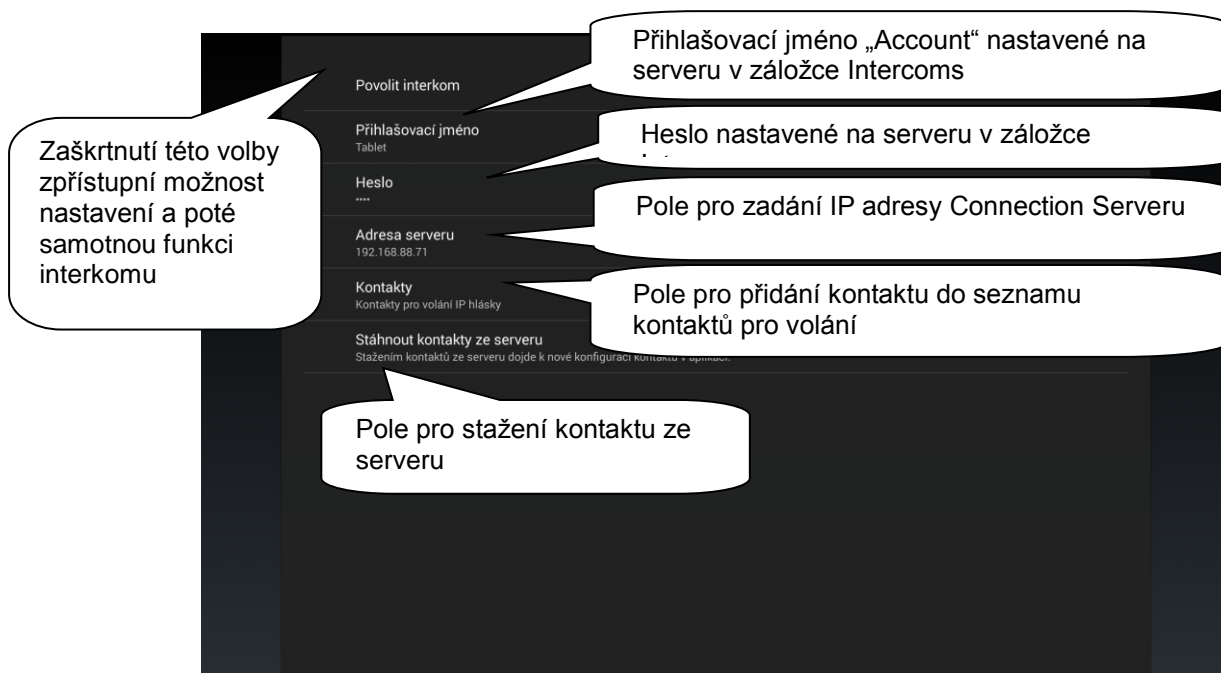 Přihlašovací jméno „Account“ nastavené na
serveru v záložce Intercoms
Povolit interkom
Přihlašovací jméno
Tablet
Heslo nastavené na serveru v záložce
Zaškrtnutí této volby
zpřístupní možnost
nastavení a poté
samotnou funkci
interkomu
Heslo
••••
Pole pro zadání IP adresy Connection Serveru
Adresa serveru
192.168.88.71
Kontakty
Kontakty pro volání IP hlásky
Pole pro přidání kontaktu do seznamu
kontaktů pro volání
Stáhnout kontakty ze serveru
Stažením kontaktů ze serveru dojde k nové konfiguraci kontaktů v aplikaci.
Pole pro stažení kontaktu ze
serveru